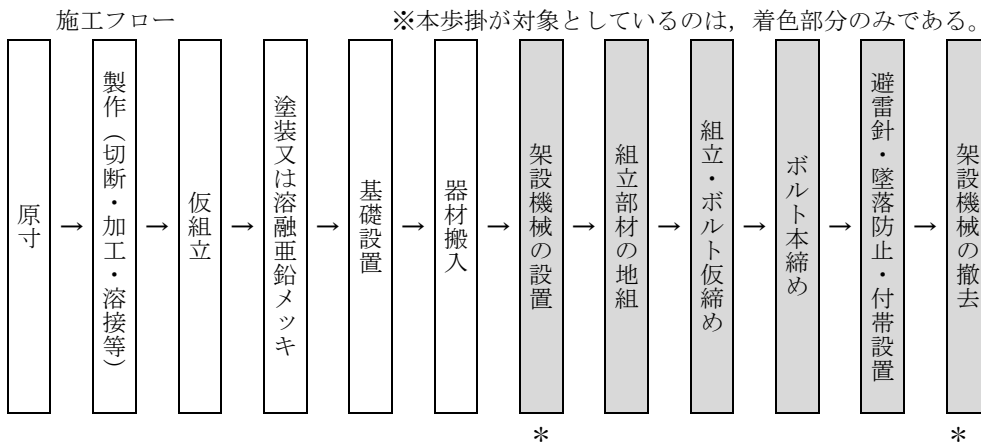 施工フロー
※本歩掛が対象としているのは，着色部分のみである。
原寸
→
製作（切断・加工・溶接等）
→
仮組立
→
塗装又は溶融亜鉛メッキ
→
基礎設置
→
器材搬入
→
架設機械の設置
→
組立部材の地組
→
組立・ボルト仮締め
→
ボルト本締め
→
避雷針・墜落防止・付帯設置
→
架設機械の撤去
＊
＊